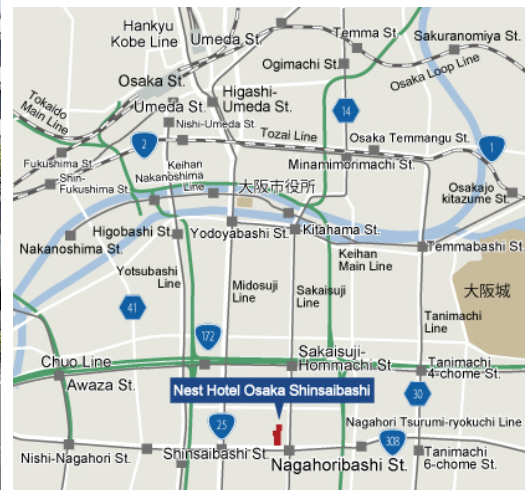 Hankyu
Kobe Line
Umeda St.
Temma St.
Sakuranomiya St.
Ogimachi St.
Osaka Loop Line
Osaka St.
Umeda St.
Higashi-
Umeda St.
Tokaido
Main Line
14
Nishi-Umeda St
2
Tozai Line
Osaka Temmangu St.
1
Fukushima St.
Shin-
Fukushima St.
Keihan
Nakanoshima
Line
Minamimorimachi St.
大阪市役所
Osakajo
kitazume St.
Nakanoshima St.
Higobashi St.
Yodoyabashi St.
Kitahama St.
Temmabashi St.
Keihan
Main Line
Yotsubashi
Line
Midosuji
Line
Sakaisuji
Line
Tanimachi
Line
大阪城
41
172
Chuo Line
Awaza St.
Sakaisuji-
Hommachi St.
Tanimachi
4-chome St.
Nest Hotel Osaka Shinsaibashi
30
25
Nagahori Tsurumi-ryokuchi Line
308
Nishi-Nagahori St.
Shinsaibashi St.
Nagahoribashi St.
Tanimachi
6-chome St.